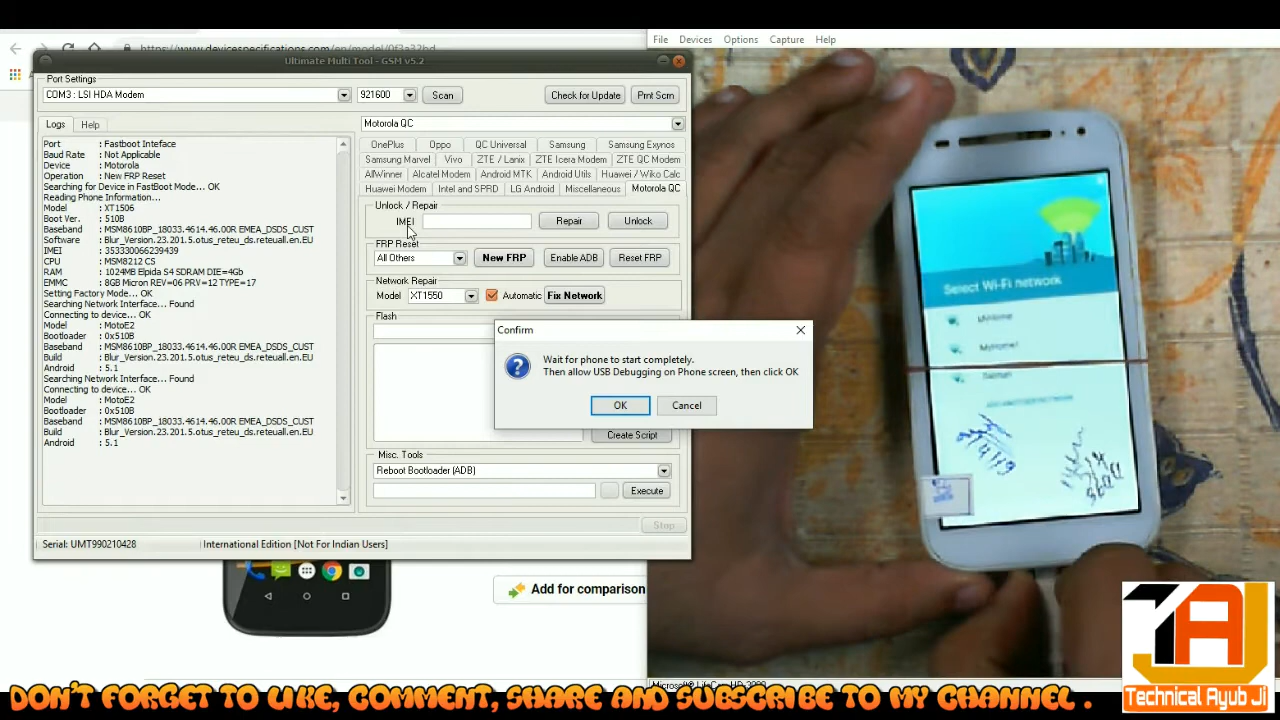 https://www.devicespecifications.com/en/model/0f3a32bd
Ultimate Multi Tool - GSM v5.2
File Devices Options Capture Help
Port Settings
COM3 : LSI HDA Modem 921600 Scan Check for Update Prnt Scrn
Logs Help
Port : Fastboot Inteface
Baud Rate : Not Applicable
Device : Motorola
Operation : New FRP Reset
Searching for Device in FastBoot Mode... OK
Reading Phone Information...
Model : XT1506
Boot Ver. : 510B
Baseband : MSM8610BP_18033.4614.46.00R EMEA_DSDS_CUST
Software : Blur_Version.23.201.5.otus_reteu_ds.reteuall.en.EU
IMEI : 353330066239439
CPU : MSM8212 CS
RAM : 1024MB Elpida S4 SDRAM DIE=4Gb
EMMC : 8GB Micron REV=06 PRV=12 TYPE=17
Setting Factory Mode... OK
Searching Network Interface... Found
Connecting to device... OK
Model : MotoE2
Bootloader : 0x510B
Baseband : MSM8610BP_18033.4614.46.00R EMEA_DSDS_CUST
Build : Blur_Version.23.201.5.otus_reteu_ds.reteuall.en.EU
Android : 5.1
Searching Network Interface... Found
Connecting to device... OK
Model : MotoE2
Bootloader : 0x510B
Baseband : MSM8610BP_18033.4614.46.00R EMEA_DSDS_CUST
Build : Blur_Version.23.201.5.otus_reteu_ds.reteuall.en.EU
Android : 5.1
Motorola QC
OnePlus Oppo QC Universal Samsung Samsung Exynos
Samsung Marvel Vivo ZTE / Lanix ZTE Icera Modem ZTE QC Modem
AllWinner Alcatel Modem Android MTK Android Utils Huawei / Wiko Calc
Huawei Modem Intel and SPRD LG Android Miscellaneous Motorola QC
Unlock / Repair
IMEI Repair Unlock
FRP Reset
All Others New FRP Enable ADB Reset FRP
Network Repair
Model XT1550 Automatic Fix Network
Flash
Confirm
Wait for phone to start completely.
Then allow USB Debugging on Phone screen, then click OK
OK Cancel
Create Script
Misc. Tools
Reboot Bootloader (ADB)
Execute
Stop
Serial: UMT990210428 International Edition [Not For Indian Users]
Add for comparison
Select Wi-Fi network
MyHome1
TAJ
Technical Ayub Ji
DON'T FORGET TO LIKE, COMMENT, SHARE AND SUBSCRIBE TO MY CHANNEL .